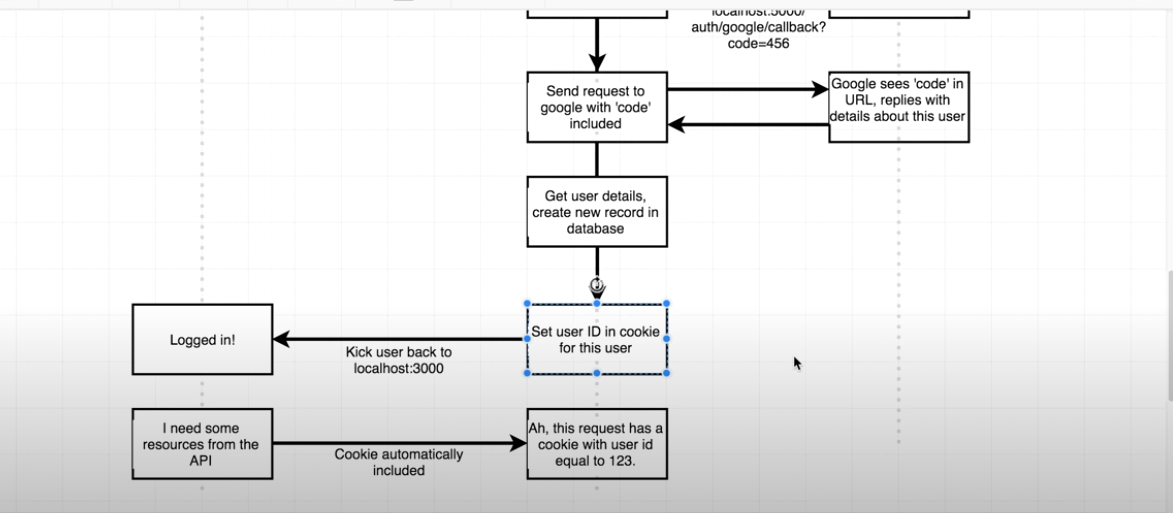 localhost:5000/
auth/google/callback?
code=456
Send request to
google with 'code'
included
Google sees 'code' in
URL, replies with
details about this user
Get user details,
create new record in
database
Logged in!
Kick user back to
localhost:3000
Set user ID in cookie
for this user
I need some
resources from the
API
Cookie automatically
included
Ah, this request has a
cookie with user id
equal to 123.